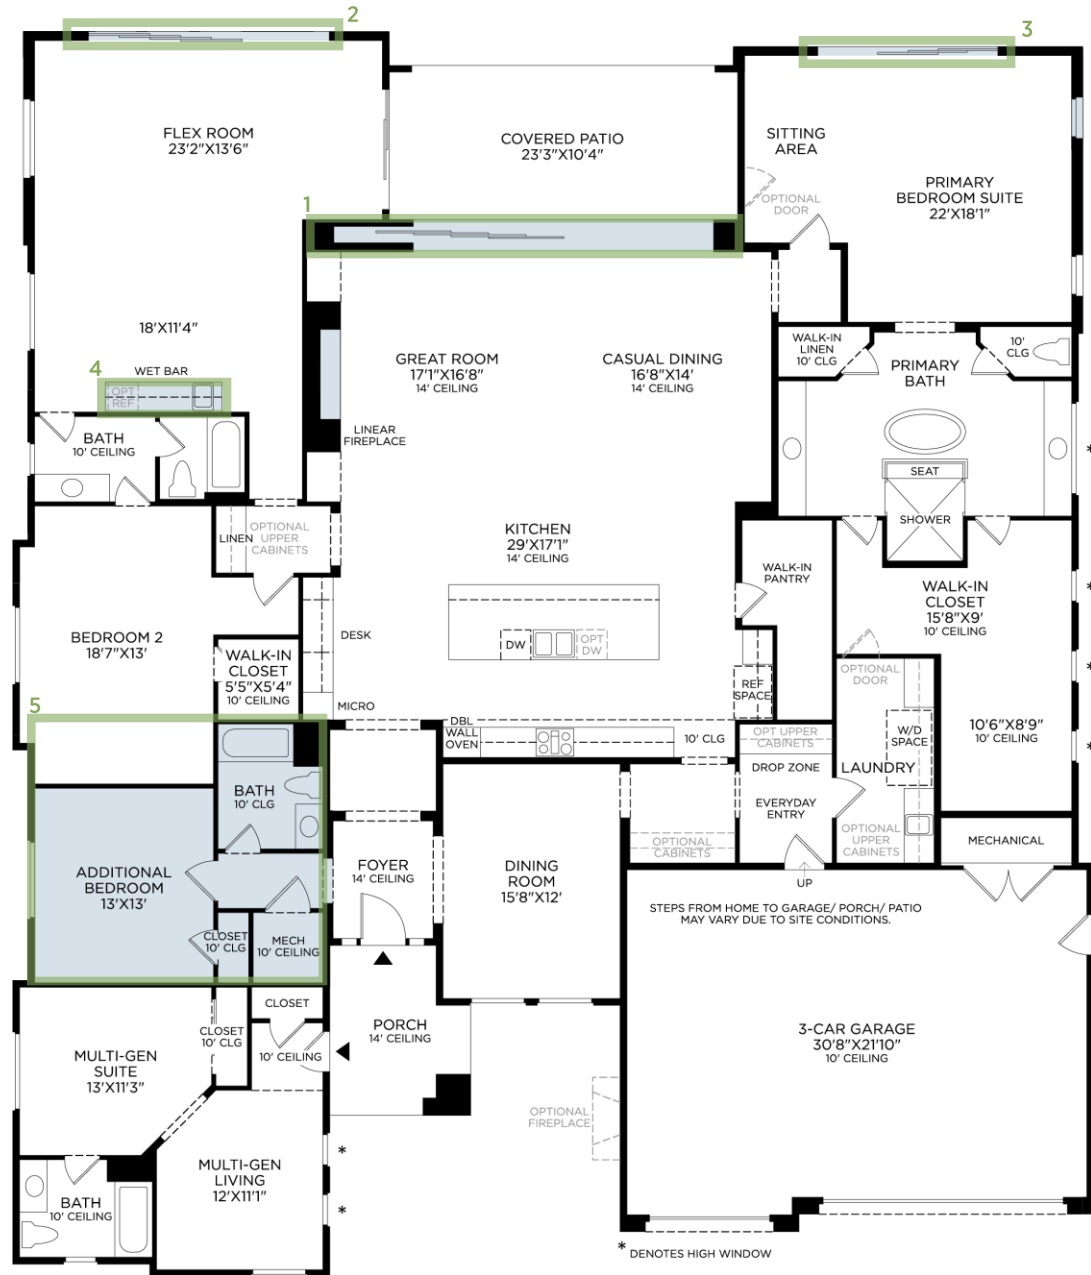 2
3
FLEX ROOM
23'2"X13'6"
COVERED PATIO
23'3"X10'4"
SITTING
AREA
PRIMARY
BEDROOM SUITE
22'X18'1"
OPTIONAL
DOOR
1
18'X11'4"
GREAT ROOM
17'1"X16'8"
14' CEILING
CASUAL DINING
16'8"X14'
14' CEILING
WALK-IN
LINEN
10' CLG
10'
CLG
PRIMARY
BATH
4
WET BAR
OPT
REF
LINEAR
FIREPLACE
BATH
10' CEILING
*
SEAT
SHOWER
LINEN
OPTIONAL
UPPER
CABINETS
KITCHEN
29'X17'1"
14' CEILING
WALK-IN
PANTRY
WALK-IN
CLOSET
15'8"X9'
10' CEILING
*
BEDROOM 2
18'7"X13'
DESK
DW
OPT
DW
WALK-IN
CLOSET
5'5"X5'4"
10' CEILING
REF
SPACE
OPTIONAL
DOOR
*
MICRO
5
DBL
WALL
OVEN
10' CLG
OPT UPPER
CABINETS
W/D
SPACE
10'6"X8'9"
10' CEILING
*
DROP ZONE
LAUNDRY
BATH
10' CLG
EVERYDAY
ENTRY
OPTIONAL
CABINETS
OPTIONAL
UPPER
CABINETS
MECHANICAL
ADDITIONAL
BEDROOM
13'X13'
FOYER
14' CEILING
DINING
ROOM
15'8"X12'
UP
STEPS FROM HOME TO GARAGE/ PORCH/ PATIO
MAY VARY DUE TO SITE CONDITIONS.
CLOSET
10' CLG
MECH
10' CEILING
CLOSET
CLOSET
10' CLG
10' CEILING
PORCH
14' CEILING
MULTI-GEN
SUITE
13'X11'3"
3-CAR GARAGE
30'8"X21'10"
10' CEILING
OPTIONAL
FIREPLACE
*
MULTI-GEN
LIVING
12'X11'1"
BATH
10' CEILING
*
* DENOTES HIGH WINDOW